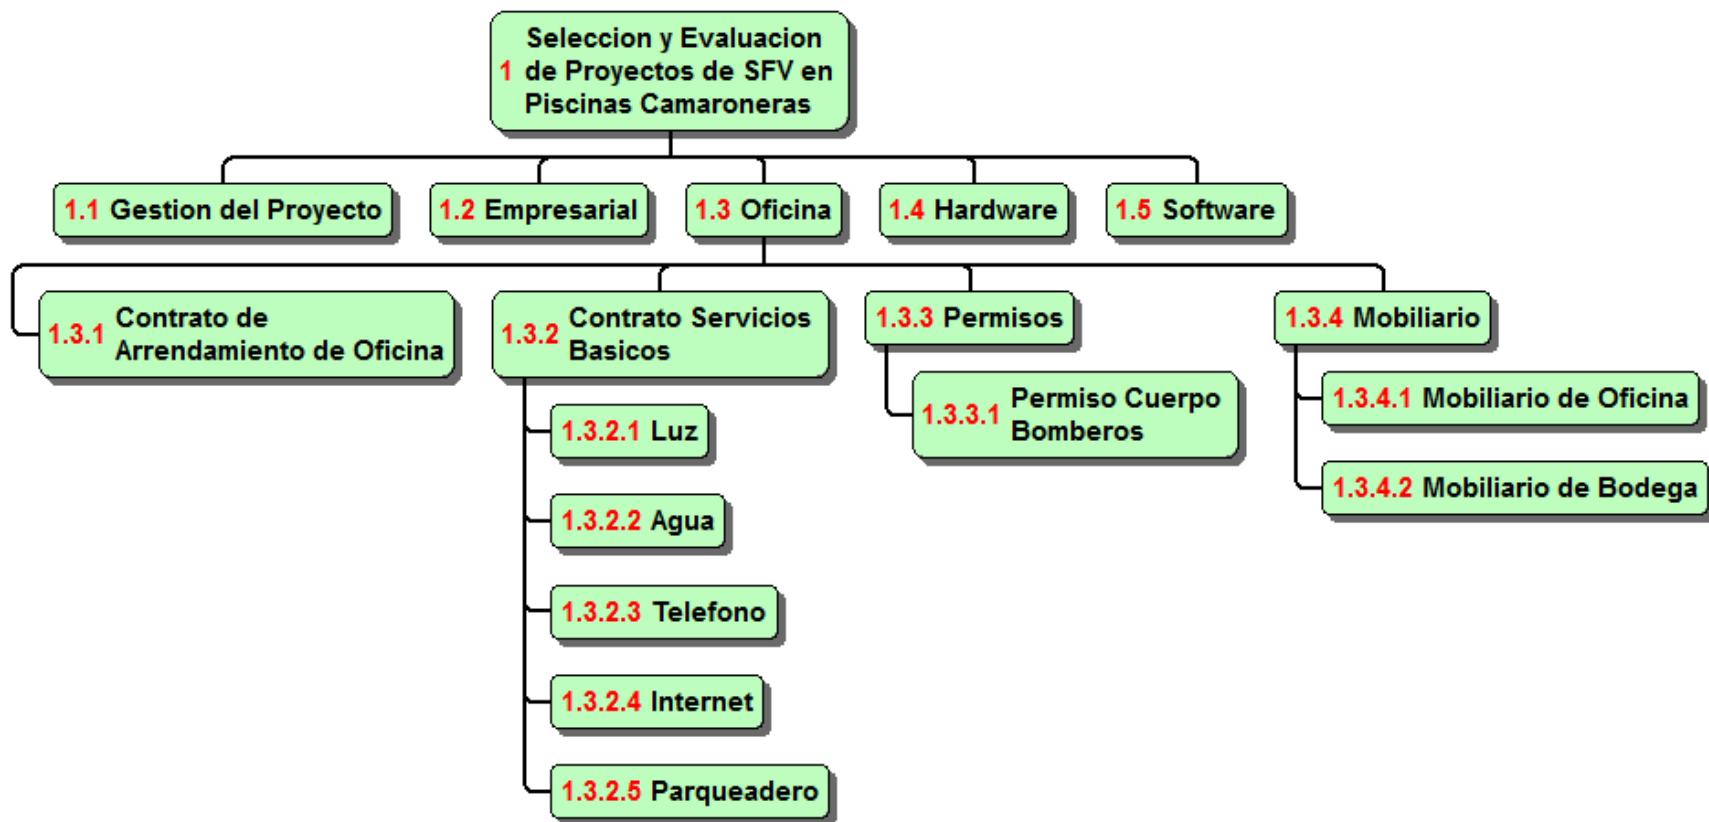 Seleccion y Evaluacion
1 de Proyectos de SFV en
Piscinas Camaroneras
1.1 Gestion del Proyecto
1.2 Empresarial
1.3 Oficina
1.4 Hardware
1.5 Software
1.3.1 Contrato de
Arrendamiento de Oficina
1.3.2 Contrato Servicios
Basicos
1.3.2.1 Luz
1.3.2.2 Agua
1.3.2.3 Telefono
1.3.2.4 Internet
1.3.2.5 Parqueadero
1.3.3 Permisos
1.3.3.1 Permiso Cuerpo
Bomberos
1.3.4 Mobiliario
1.3.4.1 Mobiliario de Oficina
1.3.4.2 Mobiliario de Bodega